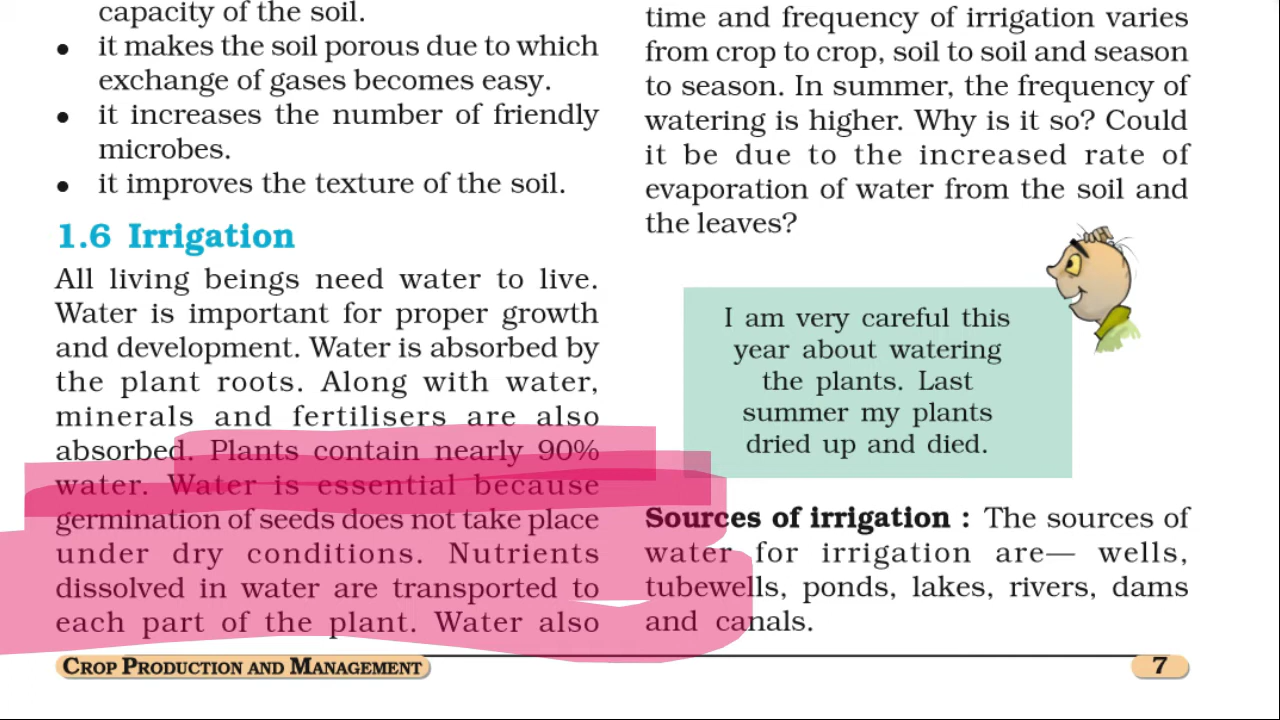 capacity of the soil.
• it makes the soil porous due to which
exchange of gases becomes easy.
• it increases the number of friendly
microbes.
• it improves the texture of the soil.
1.6 Irrigation
All living beings need water to live.
Water is important for proper growth
and development. Water is absorbed by
the plant roots. Along with water,
minerals and fertilisers are also
absorbed. Plants contain nearly 90%
water. Water is essential because
germination of seeds does not take place
under dry conditions. Nutrients
dissolved in water are transported to
each part of the plant. Water also
time and frequency of irrigation varies
from crop to crop, soil to soil and season
to season. In summer, the frequency of
watering is higher. Why is it so? Could
it be due to the increased rate of
evaporation of water from the soil and
the leaves?
I am very careful this
year about watering
the plants. Last
summer my plants
dried up and died.
Sources of irrigation : The sources of
water for irrigation are— wells,
tubewells, ponds, lakes, rivers, dams
and canals.
CROP PRODUCTION AND MANAGEMENT
7